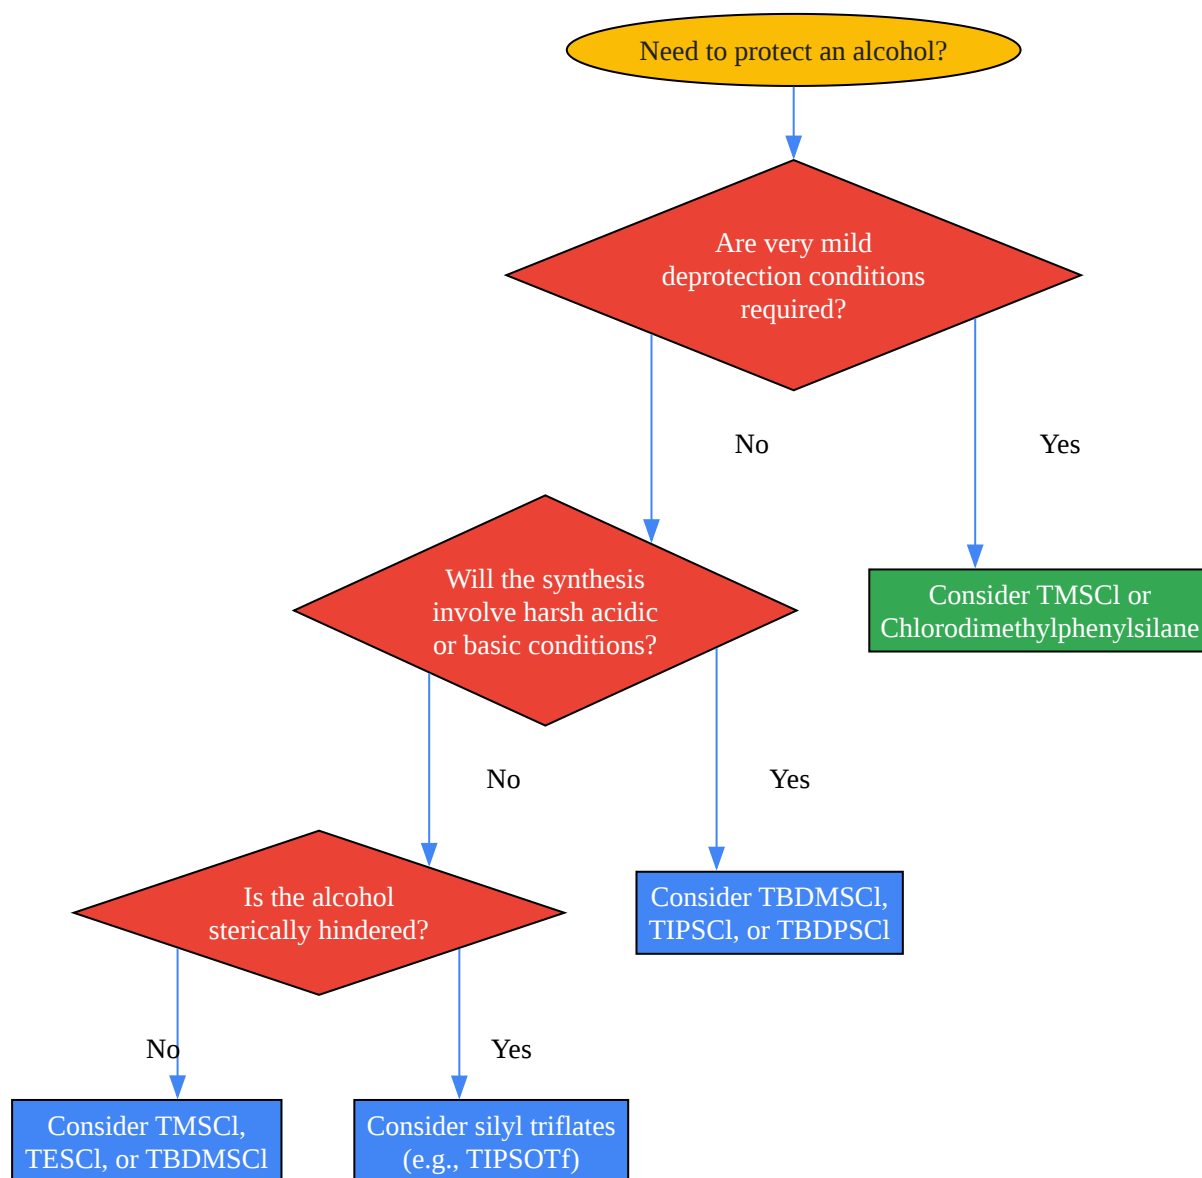 Need to protect an alcohol?
Are very mild
deprotection conditions
required?
No
Yes
Will the synthesis
involve harsh acidic
or basic conditions?
Consider TMSCl or
Chlorodimethylphenylsilane
No
Yes
Is the alcohol
sterically hindered?
Consider TBDMSCl,
TIPSCl, or TBDPSCl
No
Yes
Consider TMSCl,
TESCl, or TBDMSCl
Consider silyl triflates
(e.g., TIPSOTf)